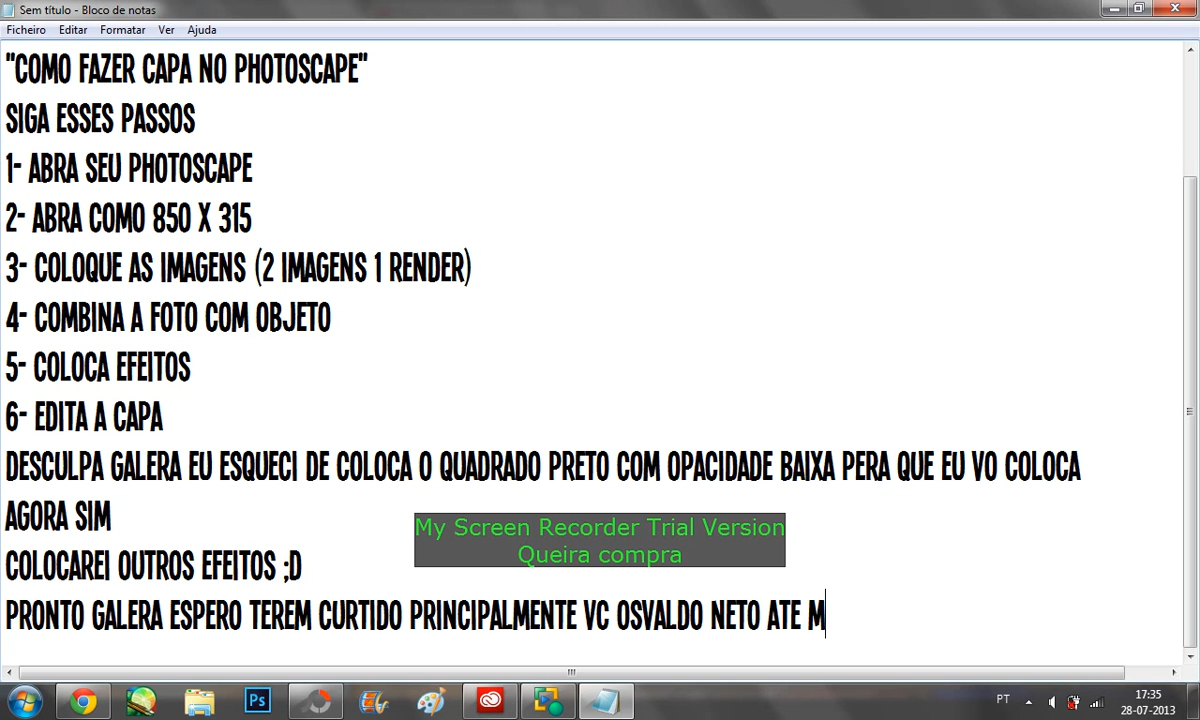 Sem título - Bloco de notas
Ficheiro Editar Formatar Ver Ajuda
"COMO FAZER CAPA NO PHOTOSCAPE"
SIGA ESSES PASSOS
1- ABRA SEU PHOTOSCAPE
2- ABRA COMO 850 X 315
3- COLOQUE AS IMAGENS (2 IMAGENS 1 RENDER)
4- COMBINA A FOTO COM OBJETO
5- COLOCA EFEITOS
6- EDITA A CAPA
DESCULPA GALERA EU ESQUECI DE COLOCA O QUADRADO PRETO COM OPACIDADE BAIXA PERA QUE EU VO COLOCA
AGORA SIM
My Screen Recorder Trial Version
Queira compra
COLOCAREI OUTROS EFEITOS ;D
PRONTO GALERA ESPERO TEREM CURTIDO PRINCIPALMENTE VC OSVALDO NETO ATE M
Ps
PT
17:35
28-07-2013